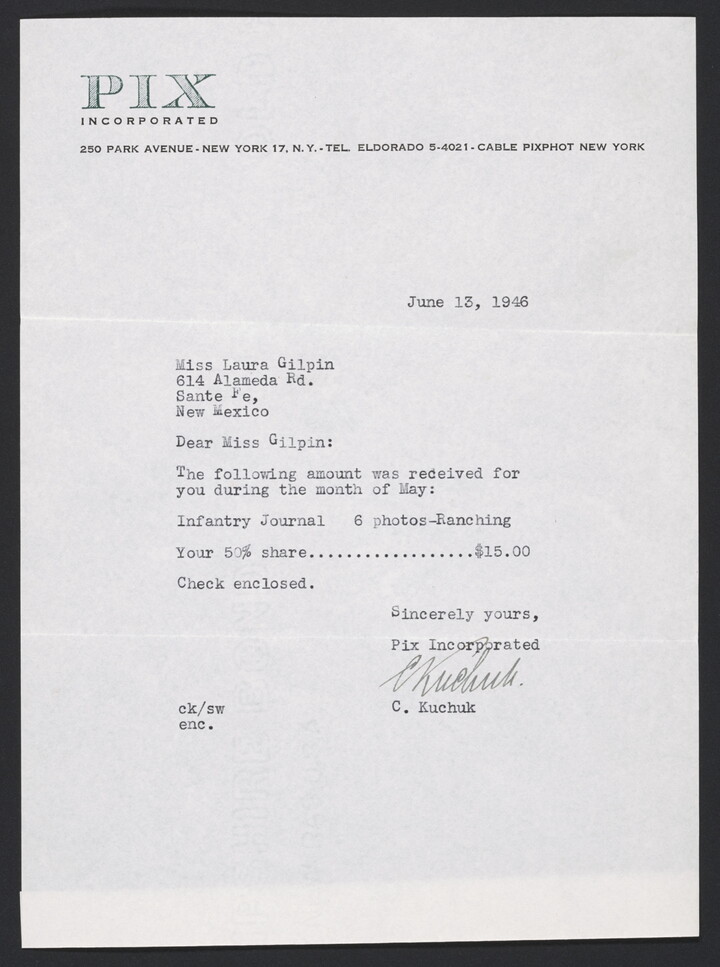 PIX
INCORPORATED
250 PARK AVENUE - NEW YORK 17, N. Y. - TEL. ELDORADO 5-4021 - CABLE PIXPHOT NEW YORK
June 13, 1946
Miss Laura Gilpin
614 Alameda Rd.
Sante Fe,
New Mexico
Dear Miss Gilpin:
The following amount was received for
you during the month of May:
Infantry Journal   6 photos-Ranching
Your 50% share..................$15.00
Check enclosed.
Sincerely yours,
Pix Incorporated
CKuchuk.
C. Kuchuk
ck/sw
enc.